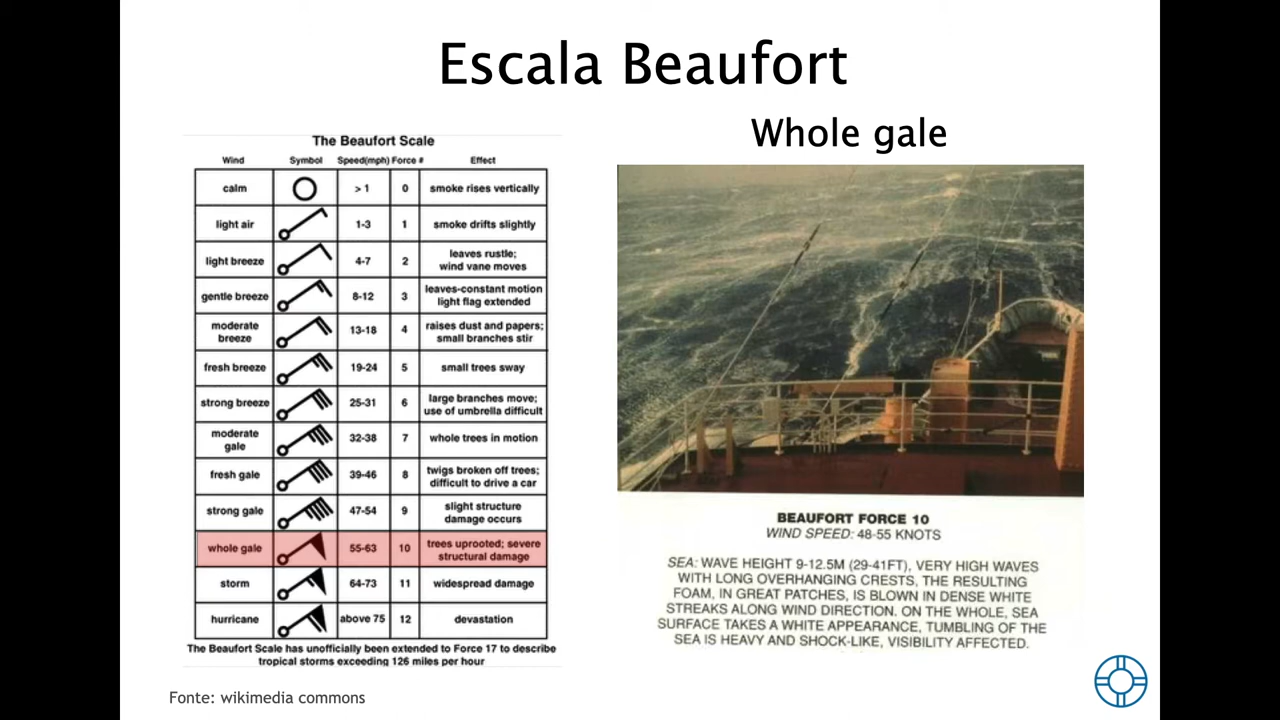 Escala Beaufort
The Beaufort Scale
Wind Symbol Speed(mph) Force # Effect
calm > 1 0 smoke rises vertically
light air 1-3 1 smoke drifts slightly
light breeze 4-7 2 leaves rustle;
wind vane moves
gentle breeze 8-12 3 leaves-constant motion
light flag extended
moderate
breeze 13-18 4 raises dust and papers;
small branches stir
fresh breeze 19-24 5 small trees sway
strong breeze 25-31 6 large branches move;
use of umbrella difficult
moderate
gale 32-38 7 whole trees in motion
fresh gale 39-46 8 twigs broken off trees;
difficult to drive a car
strong gale 47-54 9 slight structure
damage occurs
whole gale 55-63 10 trees uprooted; severe
structural damage
storm 64-73 11 widespread damage
hurricane above 75 12 devastation
The Beaufort Scale has unofficially been extended to Force 17 to describe
tropical storms exceeding 126 miles per hour
Whole gale
BEAUFORT FORCE 10
WIND SPEED: 48-55 KNOTS
SEA: WAVE HEIGHT 9-12.5M (29-41FT), VERY HIGH WAVES
WITH LONG OVERHANGING CRESTS, THE RESULTING
FOAM, IN GREAT PATCHES, IS BLOWN IN DENSE WHITE
STREAKS ALONG WIND DIRECTION. ON THE WHOLE, SEA
SURFACE TAKES A WHITE APPEARANCE, TUMBLING OF THE
SEA IS HEAVY AND SHOCK-LIKE, VISIBILITY AFFECTED.
Fonte: wikimedia commons